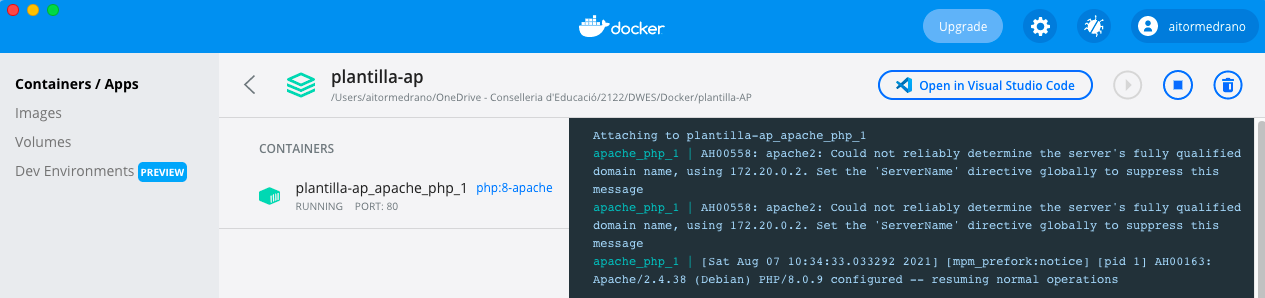 docker
Upgrade
aitormedrano
Containers / Apps
Images
Volumes
Dev Environments PREVIEW
plantilla-ap
/Users/aitormedrano/OneDrive - Conselleria d'Educació/2122/DWES/Docker/plantilla-AP
Open in Visual Studio Code
CONTAINERS
plantilla-ap_apache_php_1 php:8-apache
RUNNING PORT: 80
Attaching to plantilla-ap_apache_php_1
apache_php_1 | AH00558: apache2: Could not reliably determine the server's fully qualified
domain name, using 172.20.0.2. Set the 'ServerName' directive globally to suppress this
message
apache_php_1 | AH00558: apache2: Could not reliably determine the server's fully qualified
domain name, using 172.20.0.2. Set the 'ServerName' directive globally to suppress this
message
apache_php_1 | [Sat Aug 07 10:34:33.033292 2021] [mpm_prefork:notice] [pid 1] AH00163:
Apache/2.4.38 (Debian) PHP/8.0.9 configured -- resuming normal operations